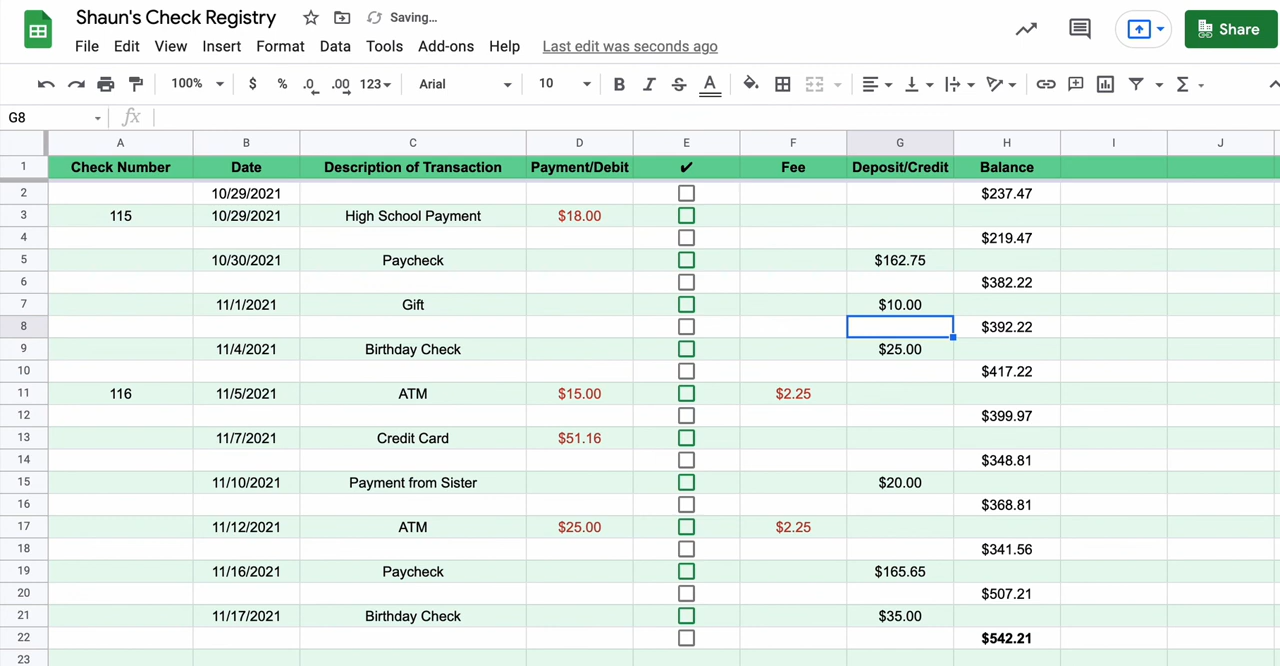 Shaun's Check Registry Saving...
File Edit View Insert Format Data Tools Add-ons Help Last edit was seconds ago Share
100% $ % .0 .00 123 Arial 10 B I S A Σ
G8 fx
A B C D E F G H I J
1 Check Number Date Description of Transaction Payment/Debit ✔ Fee Deposit/Credit Balance
2 10/29/2021 $237.47
3 115 10/29/2021 High School Payment $18.00
4 $219.47
5 10/30/2021 Paycheck $162.75
6 $382.22
7 11/1/2021 Gift $10.00
8 $392.22
9 11/4/2021 Birthday Check $25.00
10 $417.22
11 116 11/5/2021 ATM $15.00 $2.25
12 $399.97
13 11/7/2021 Credit Card $51.16
14 $348.81
15 11/10/2021 Payment from Sister $20.00
16 $368.81
17 11/12/2021 ATM $25.00 $2.25
18 $341.56
19 11/16/2021 Paycheck $165.65
20 $507.21
21 11/17/2021 Birthday Check $35.00
22 $542.21
23